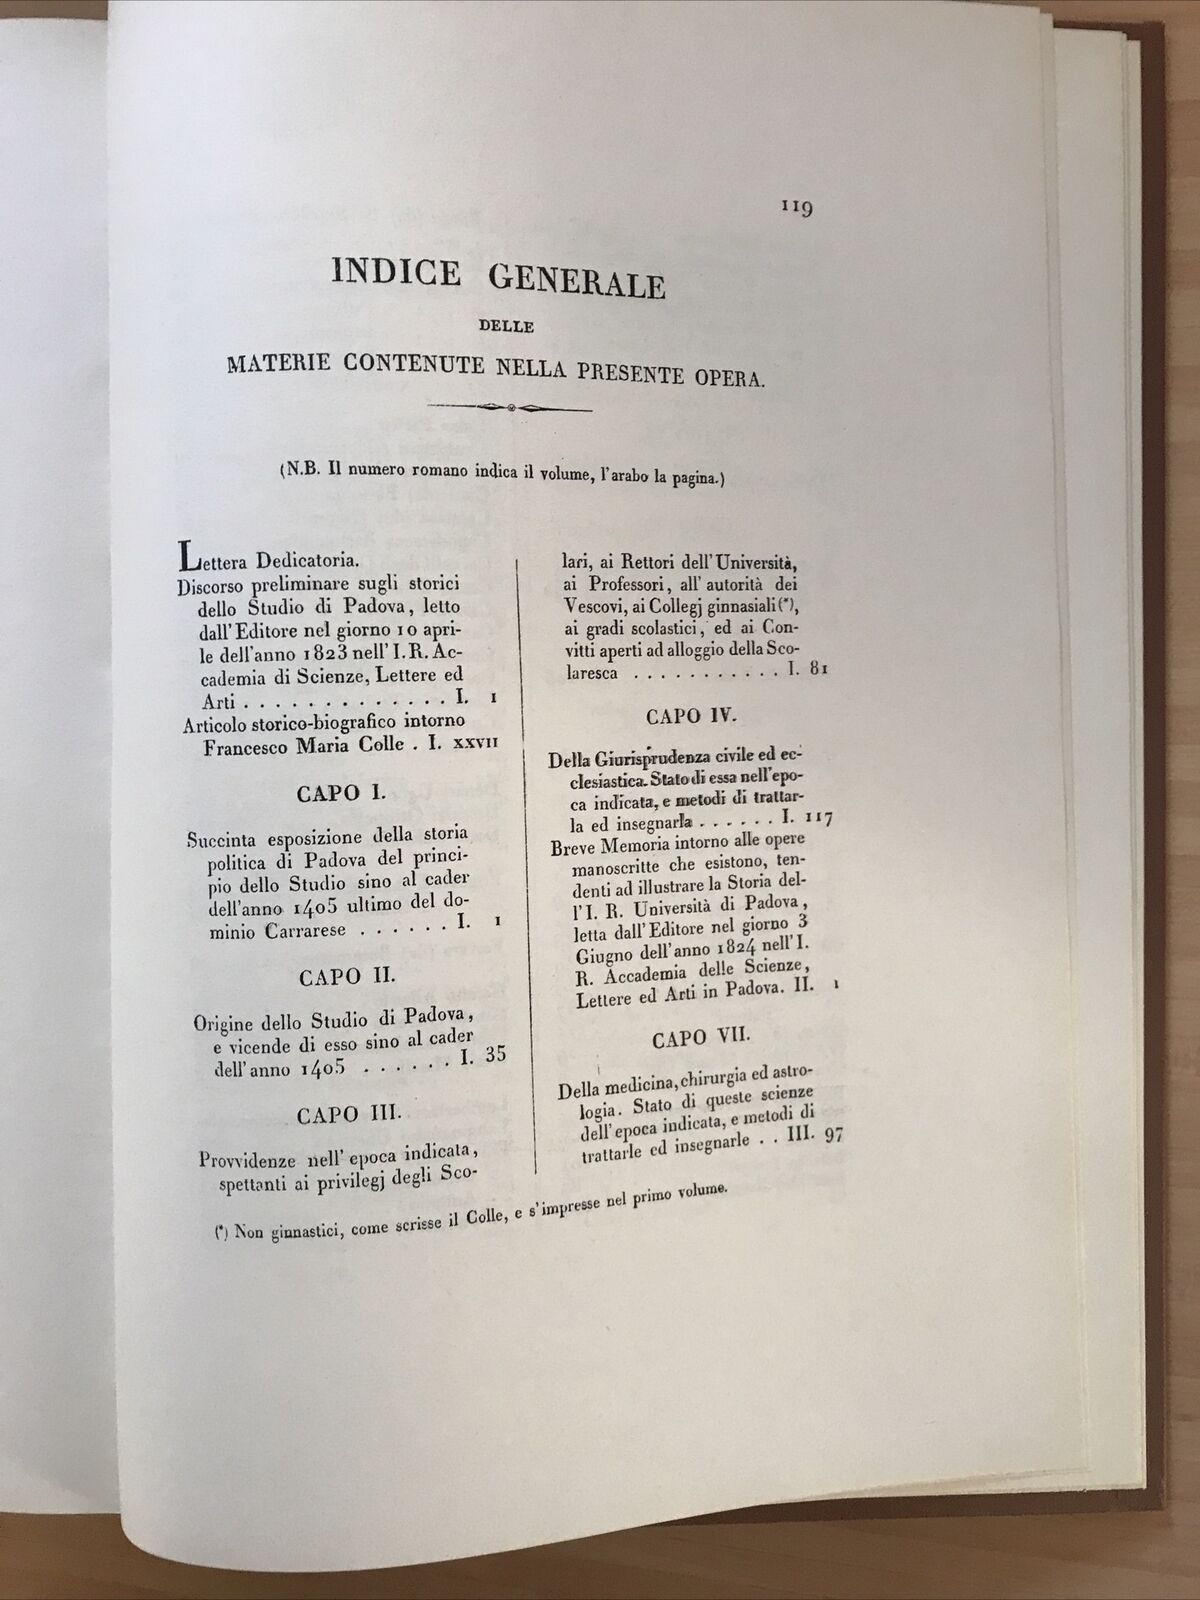 119
INDICE GENERALE
DELLE
MATERIE CONTENUTE NELLA PRESENTE OPERA.
(N.B. Il numero romano indica il volume, l'arabo la pagina.)
Lettera Dedicatoria.
Discorso preliminare sugli storici
dello Studio di Padova, letto
dall'Editore nel giorno 10 apri-
le dell'anno 1823 nell'I. R. Ac-
cademia di Scienze, Lettere ed
Arti . . . . . . . . . . . . . I. 1
Articolo storico-biografico intorno
Francesco Maria Colle . I. XXVII
CAPO I.
Succinta esposizione della storia
politica di Padova del princi-
pio dello Studio sino al cader
dell'anno 1405 ultimo del do-
minio Carrarese . . . . . . I. 1
CAPO II.
Origine dello Studio di Padova,
e vicende di esso sino al cader
dell'anno 1405 . . . . . . I. 35
CAPO III.
Provvidenze nell' epoca indicata,
spettanti ai privilegj degli Sco-
lari, ai Rettori dell'Università,
ai Professori, all' autorità dei
Vescovi, ai Collegj ginnasiali(*),
ai gradi scolastici, ed ai Con-
vitti aperti ad alloggio della Sco-
laresca . . . . . . . . . . . I. 81
CAPO IV.
Della Giurisprudenza civile ed ec-
clesiastica. Stato di essa nell'epo-
ca indicata, e metodi di trattar-
la ed insegnarla . . . . . . I. 117
Breve Memoria intorno alle opere
manoscritte che esistono, ten-
denti ad illustrare la Storia del-
l'I. R. Università di Padova,
letta dall'Editore nel giorno 3
Giugno dell'anno 1824 nell'I.
R. Accademia delle Scienze,
Lettere ed Arti in Padova. II. 1
CAPO VII.
Della medicina, chirurgia ed astro-
logia. Stato di queste scienze
dell'epoca indicata, e metodi di
trattarle ed insegnarle . . III. 97
(*) Non ginnastici, come scrisse il Colle, e s'impresse nel primo volume.